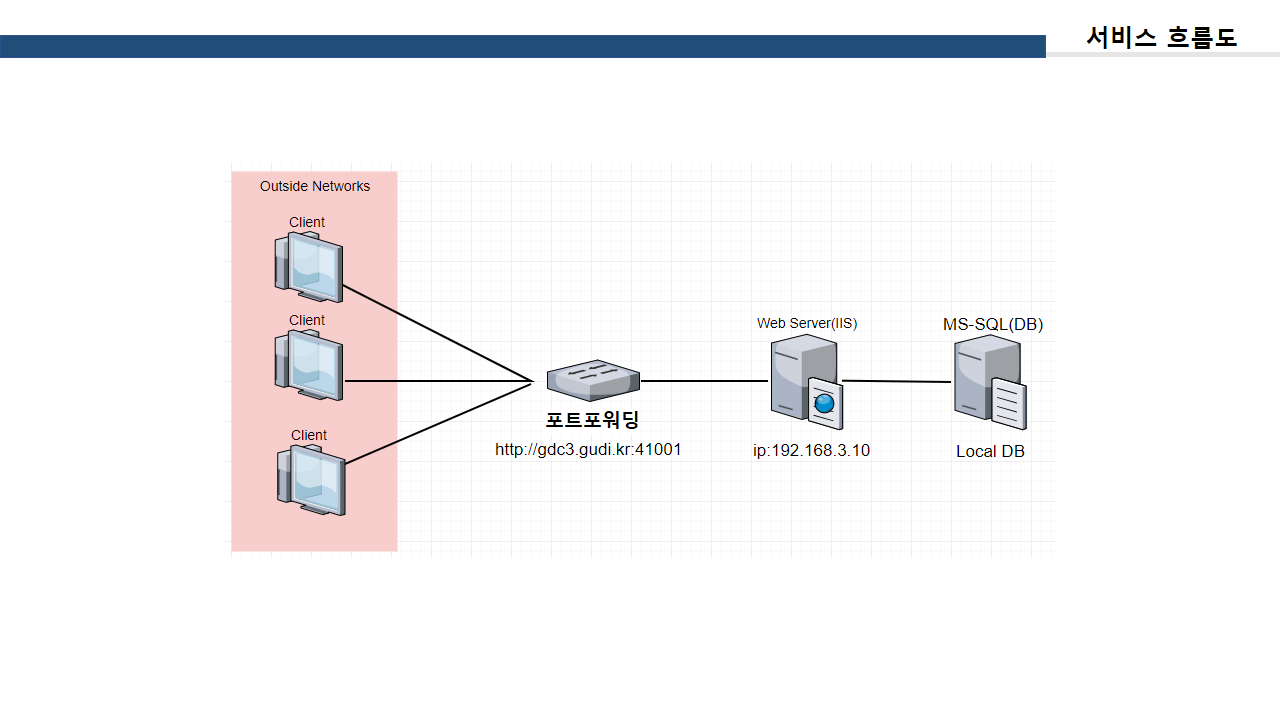 서비스 흐름도
Outside Networks
Client
Client
Client
포트포워딩
http://gdc3.gudi.kr:41001
Web Server(IIS)
ip:192.168.3.10
MS-SQL(DB)
Local DB